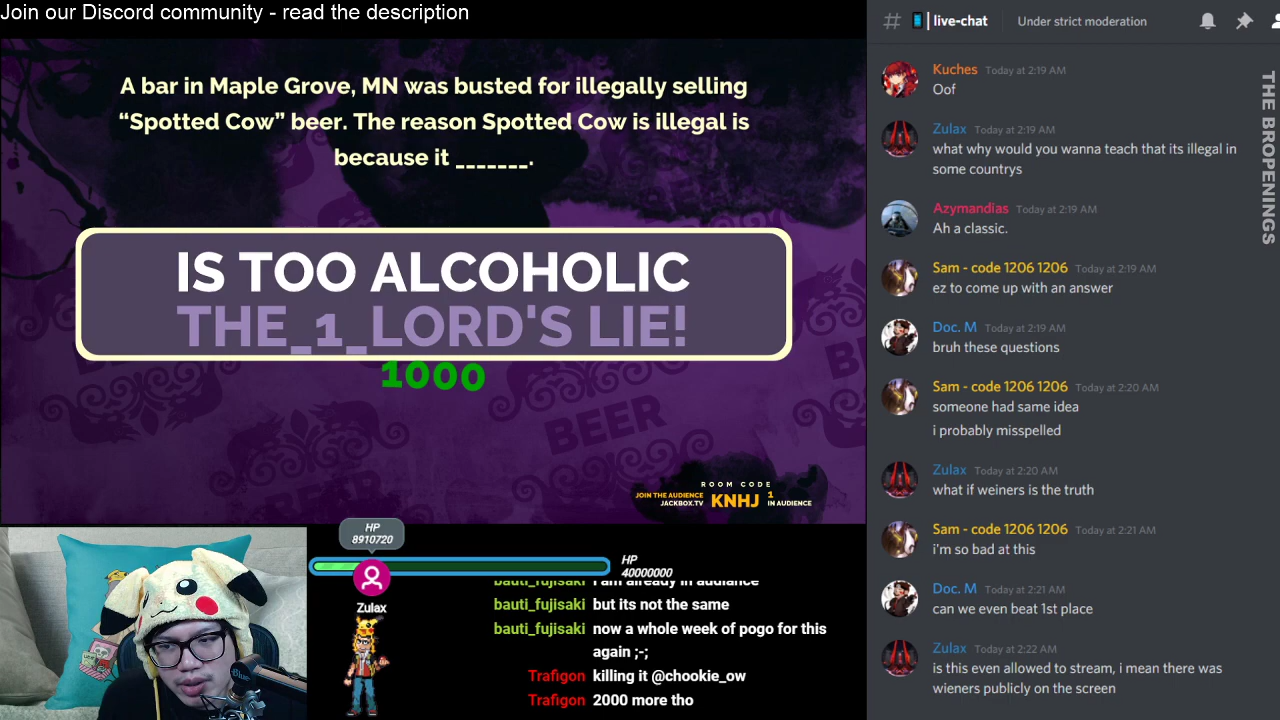 Join our Discord community - read the description
A bar in Maple Grove, MN was busted for illegally selling
“Spotted Cow” beer. The reason Spotted Cow is illegal is
because it _______.
IS TOO ALCOHOLIC
THE_1_LORD'S LIE!
1000
BEER
ROOM CODE
JOIN THE AUDIENCE
JACKBOX.TV
KNHJ
1
IN AUDIENCE
HP
8910720
HP
40000000
Zulax
Blue
bauti_fujisaki i am already in audiance
bauti_fujisaki but its not the same
bauti_fujisaki now a whole week of pogo for this
again ;-;
Trafigon killing it @chookie_ow
Trafigon 2000 more tho
# | live-chat Under strict moderation
THE BROPENINGS
Kuches Today at 2:19 AM
Oof
Zulax Today at 2:19 AM
what why would you wanna teach that its illegal in
some countrys
Azymandias Today at 2:19 AM
Ah a classic.
Sam - code 1206 1206 Today at 2:19 AM
ez to come up with an answer
Doc. M Today at 2:19 AM
bruh these questions
Sam - code 1206 1206 Today at 2:20 AM
someone had same idea
i probably misspelled
Zulax Today at 2:20 AM
what if weiners is the truth
Sam - code 1206 1206 Today at 2:21 AM
i'm so bad at this
Doc. M Today at 2:21 AM
can we even beat 1st place
Zulax Today at 2:22 AM
is this even allowed to stream, i mean there was
wieners publicly on the screen